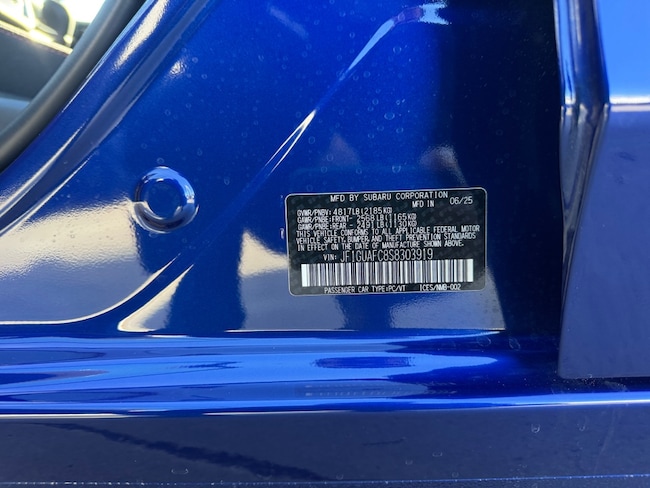 MFD BY SUBARU CORPORATION
MFD IN 06/25
GVWR/PNBV: 4817LB(2185KG)
GAWR/PNBE:FRONT- 2568LB(1165KG)
GAWR/PNBE:REAR - 2491LB(1130KG)
THIS VEHICLE CONFORMS TO ALL APPLICABLE FEDERAL MOTOR
VEHICLE SAFETY, BUMPER, AND THEFT PREVENTION STANDARDS
IN EFFECT ON THE DATE OF MANUFACTURE SHOWN ABOVE.
VIN: JF1GUAFC8S8303919
PASSENGER CAR TYPE:PC/VT ICES/NMB-002